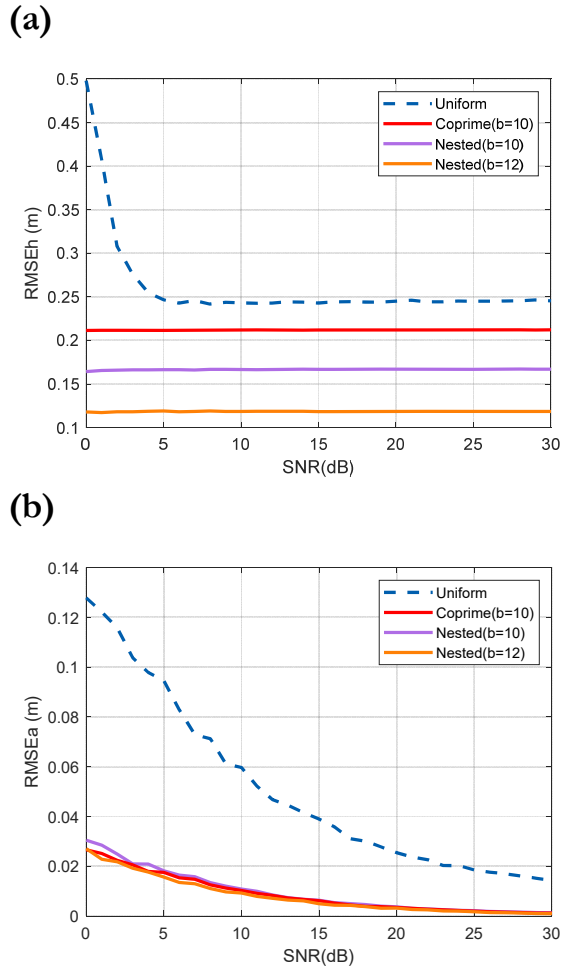 (a)
0.5
0.45
0.4
0.35
0.3
0.25
0.2
0.15
0.1
RMSEh (m)
Uniform
Coprime(b=10)
Nested(b=10)
Nested(b=12)
0 5 10 15 20 25 30
SNR(dB)
(b)
0.14
0.12
0.1
0.08
0.06
0.04
0.02
0
RMSEa (m)
Uniform
Coprime(b=10)
Nested(b=10)
Nested(b=12)
0 5 10 15 20 25 30
SNR(dB)